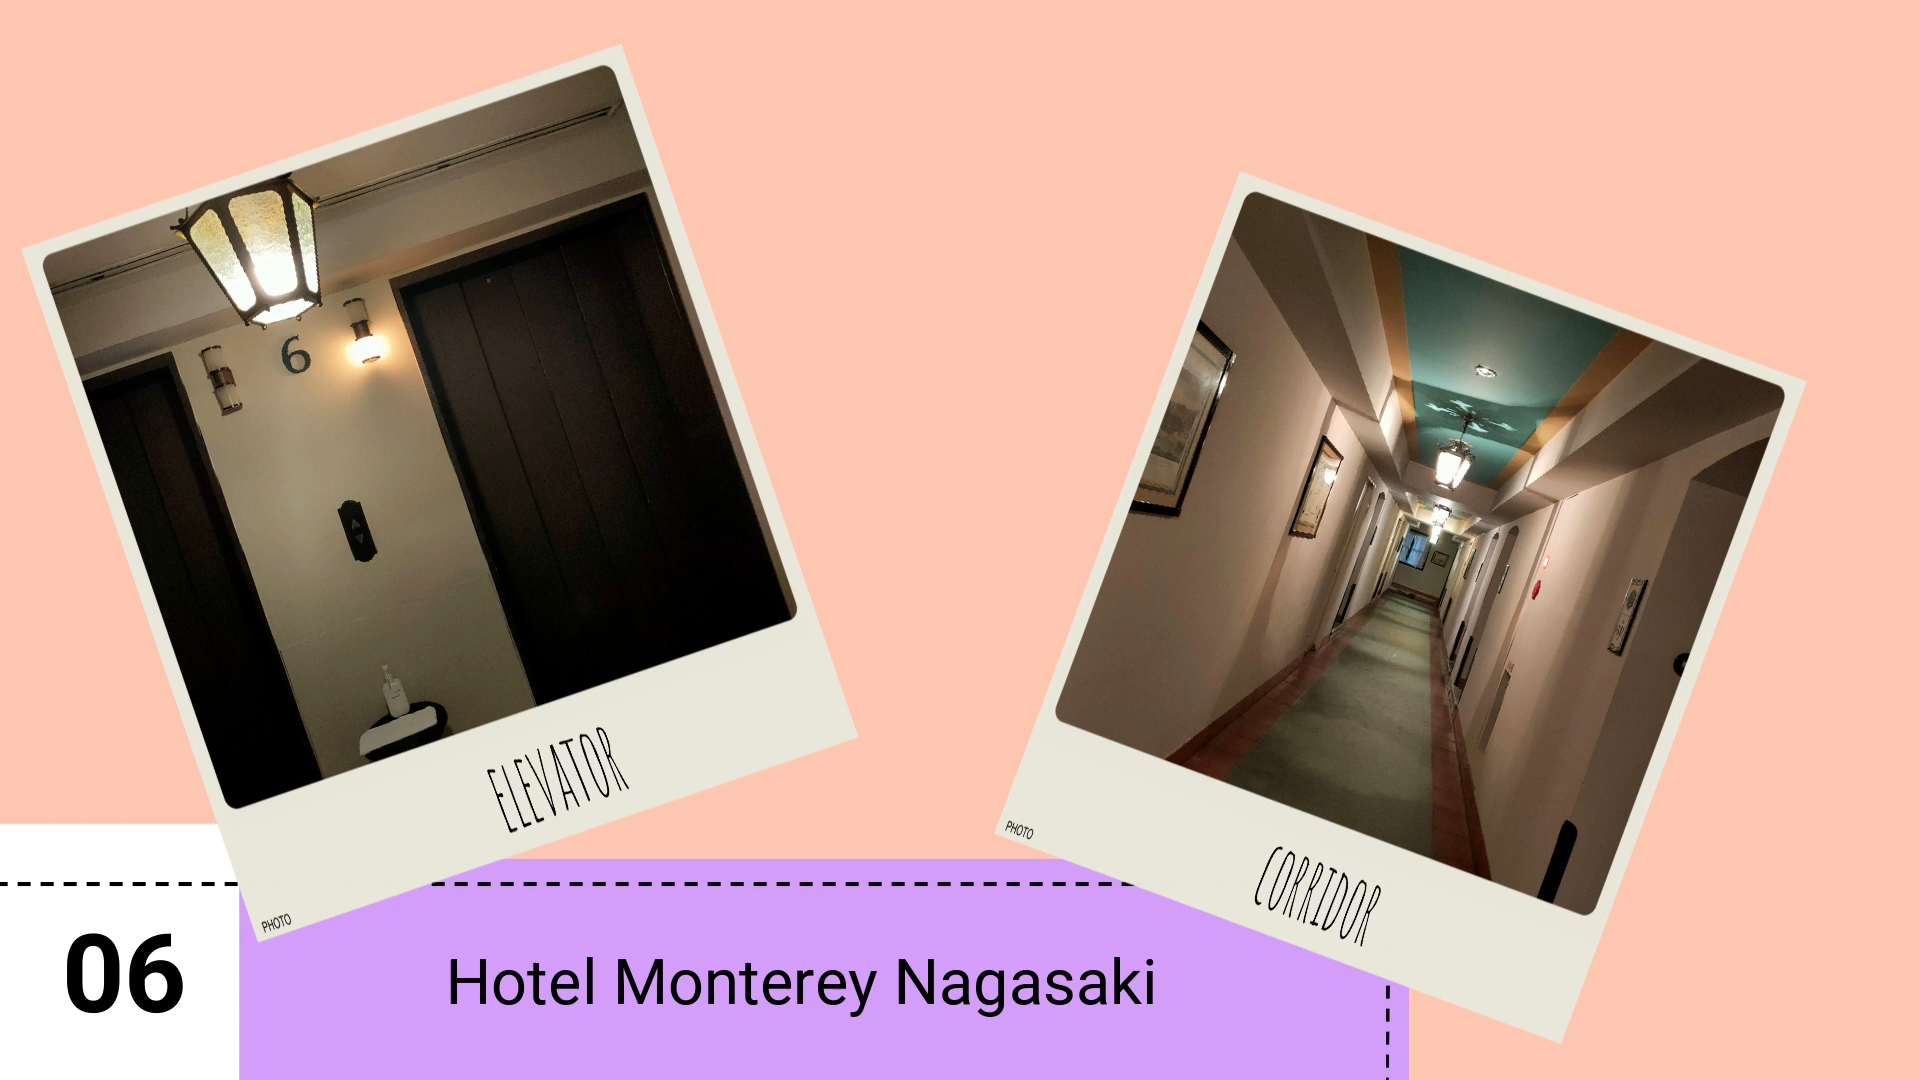 6
ELEVATOR
PHOTO
PHOTO
CORRIDOR
06
Hotel Monterey Nagasaki